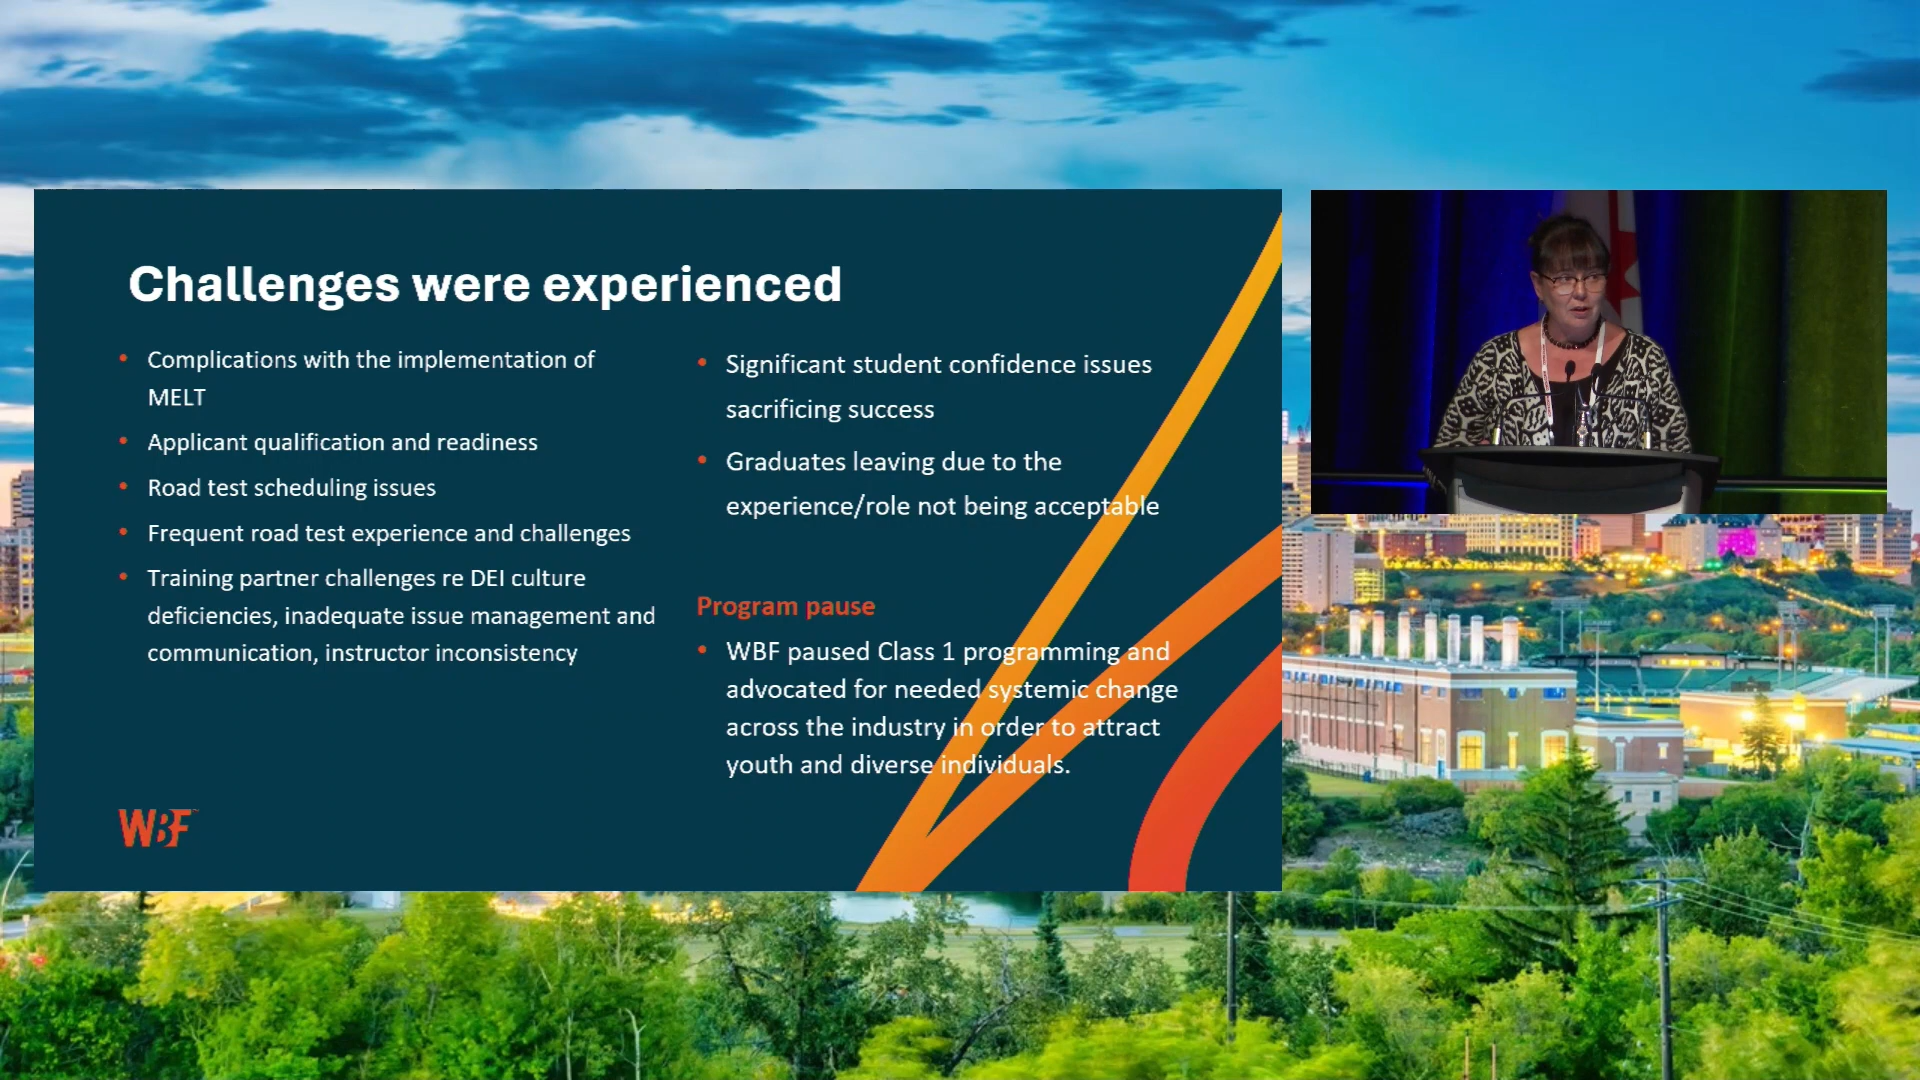 Challenges were experienced
• Complications with the implementation of
MELT
• Applicant qualification and readiness
• Road test scheduling issues
• Frequent road test experience and challenges
• Training partner challenges re DEI culture
deficiencies, inadequate issue management and
communication, instructor inconsistency
• Significant student confidence issues
sacrificing success
• Graduates leaving due to the
experience/role not being acceptable
Program pause
• WBF paused Class 1 programming and
advocated for needed systemic change
across the industry in order to attract
youth and diverse individuals.
WBF